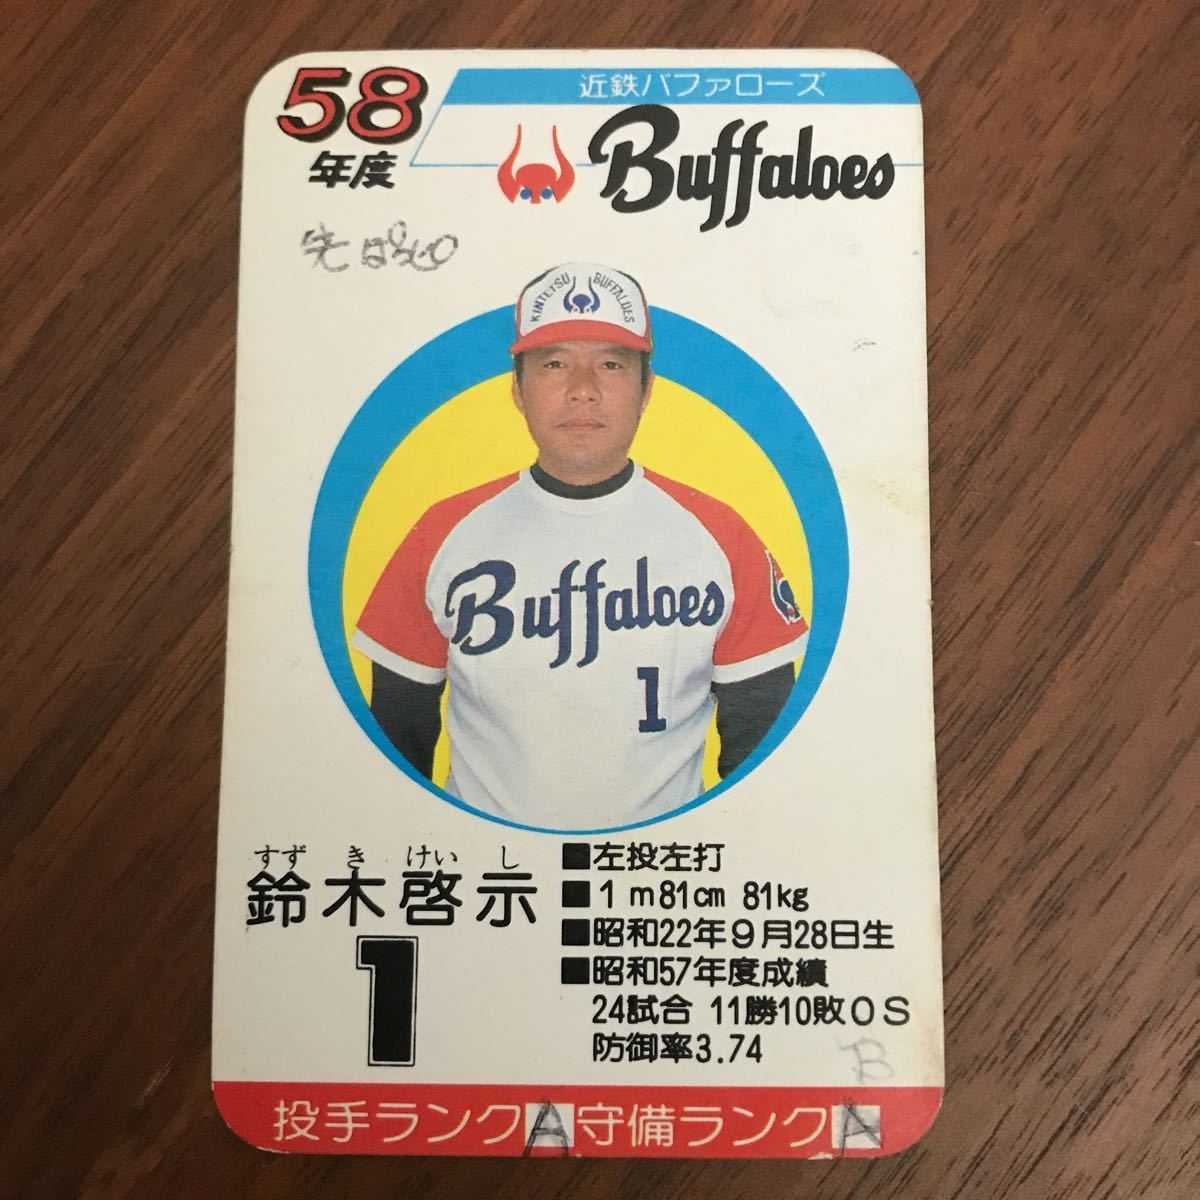 58
年度
近鉄バファローズ
Buffaloes
KINTETSU BUFFALOES
Buffaloes
1
すず き けい し
鈴木啓示
1
■左投左打
■1m81cm 81kg
■昭和22年9月28日生
■昭和57年度成績
24試合 11勝10敗0S
防御率3.74
B
投手ランクA守備ランクA